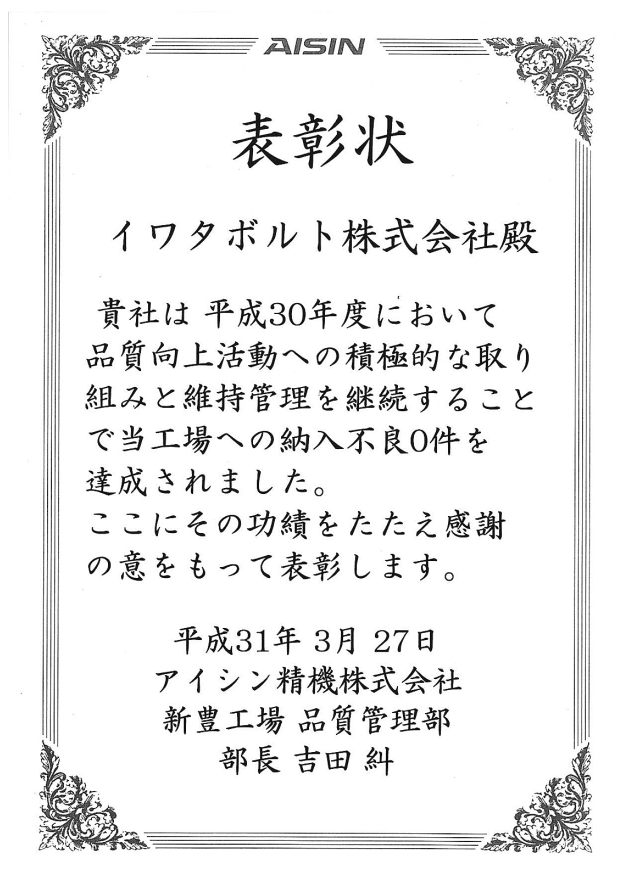 AISIN
表彰状
イワタボルト株式会社殿
貴社は 平成30年度において
品質向上活動への積極的な取り
組みと維持管理を継続すること
で当工場への納入不良0件を
達成されました。
ここにその功績をたたえ感謝
の意をもって表彰します。
平成31年 3月 27日
アイシン精機株式会社
新豊工場 品質管理部
部長 吉田 糾